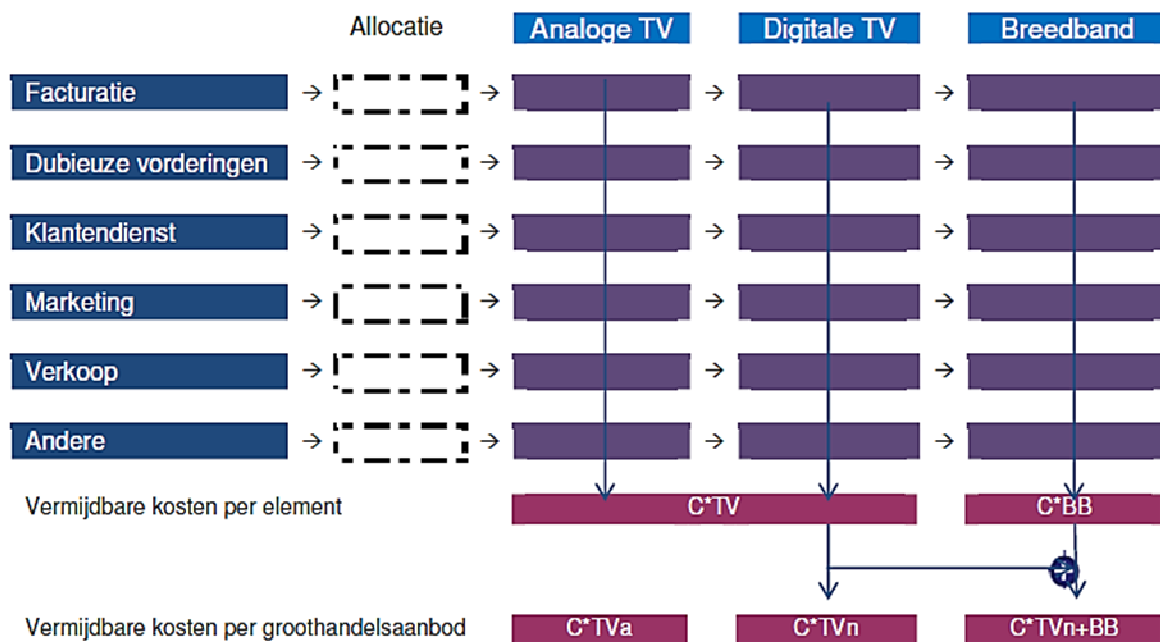 Allocatie Analoge TV Digitale TV Breedband
Facturatie → → → →
Dubieuze vorderingen → → → →
Klantendienst → → → →
Marketing → → → →
Verkoop → → → →
Andere → → → →
Vermijdbare kosten per element C*TV C*BB
+
Vermijdbare kosten per groothandelsaanbod C*TVa C*TVn C*TVn+BB